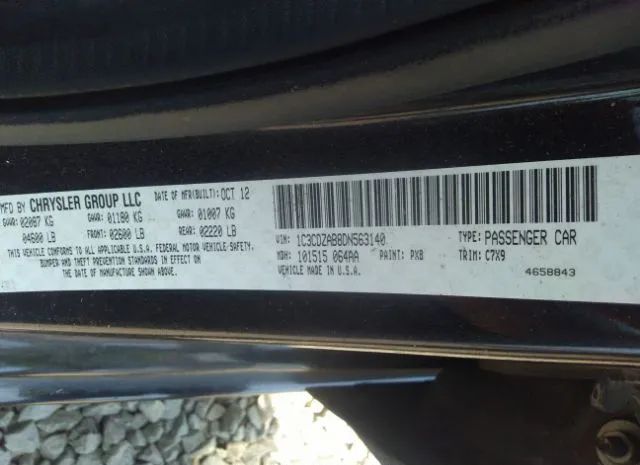 MFD BY CHRYSLER GROUP LLC DATE OF MFR(BUILT): OCT 12
GVWR: 02087 KG GAWR: 01180 KG GAWR: 01007 KG
04600 LB FRONT: 02600 LB REAR: 02220 LB
THIS VEHICLE CONFORMS TO ALL APPLICABLE U.S.A. FEDERAL MOTOR VEHICLE-SAFETY,
BUMPER AND THEFT PREVENTION STANDARDS IN EFFECT ON
THE DATE OF MANUFACTURE SHOWN ABOVE.
VIN: 1C3CDZAB8DN563140 TYPE: PASSENGER CAR
MDH: 101515 064AA PAINT: PX8 TRIM: C7X9
VEHICLE MADE IN U.S.A. 4658843